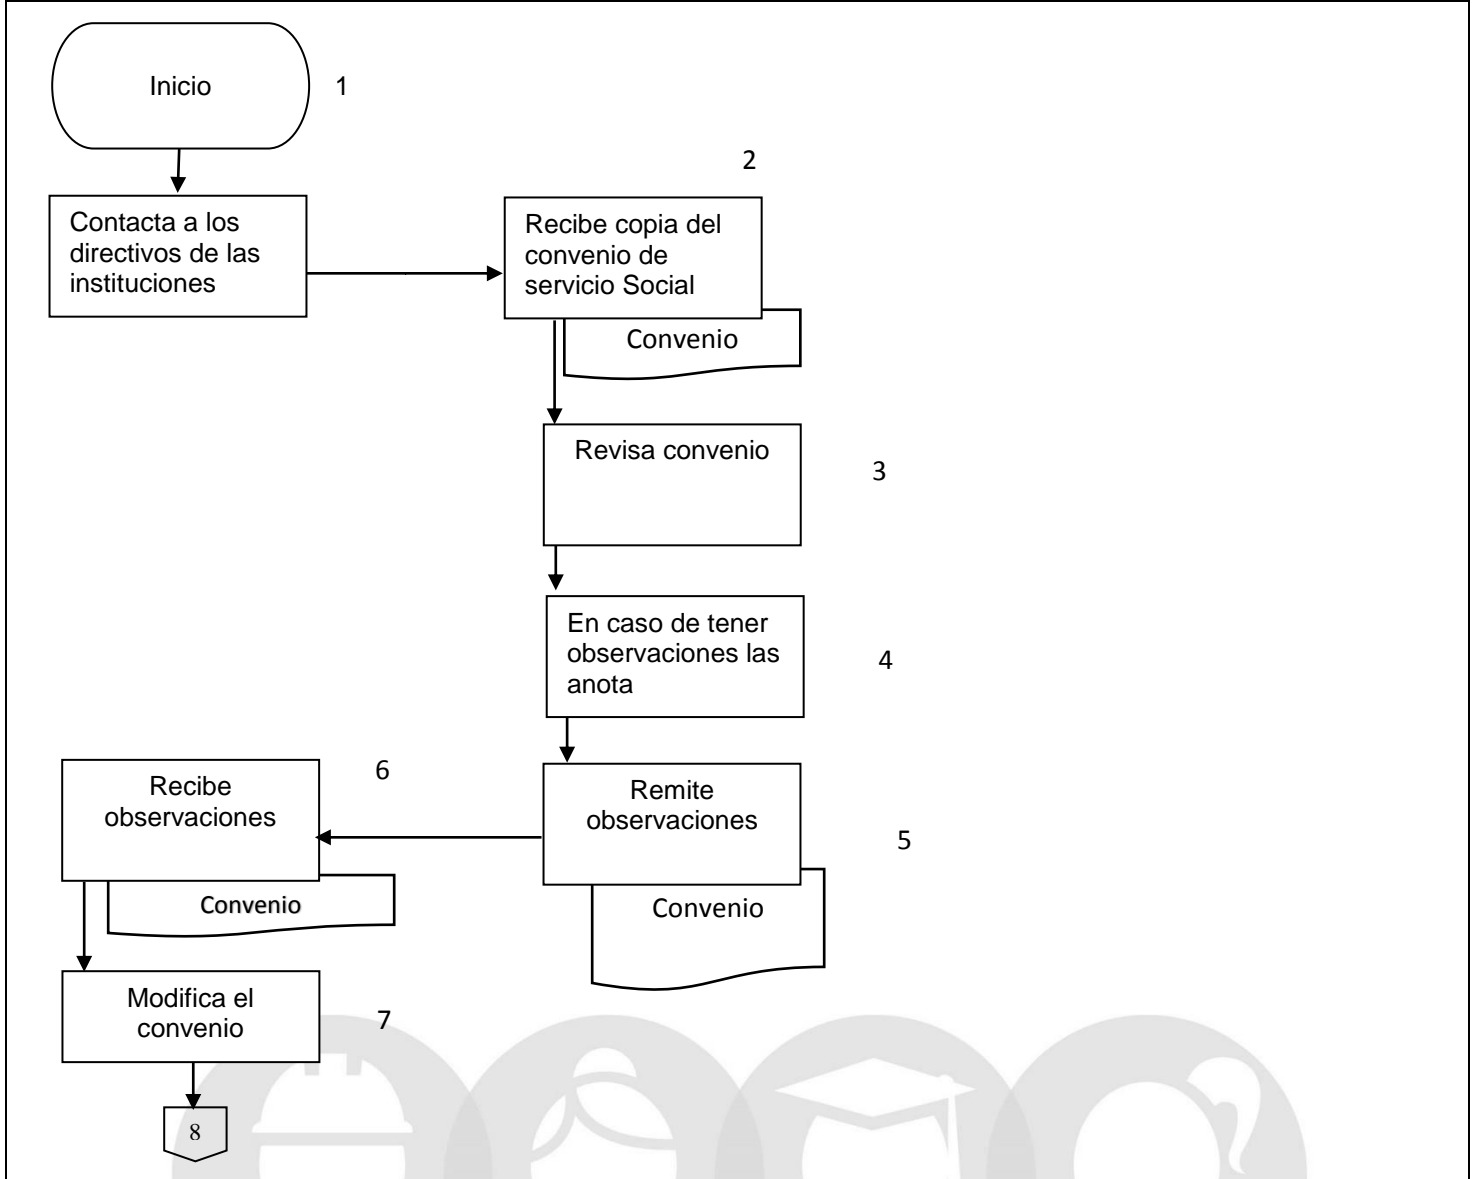 Inicio
1
2
Contacta a los
directivos de las
instituciones
Recibe copia del
convenio de
servicio Social
Convenio
Revisa convenio
3
En caso de tener
observaciones las
anota
4
Remite
observaciones
5
Convenio
6
Recibe
observaciones
Convenio
Modifica el
convenio
7
8